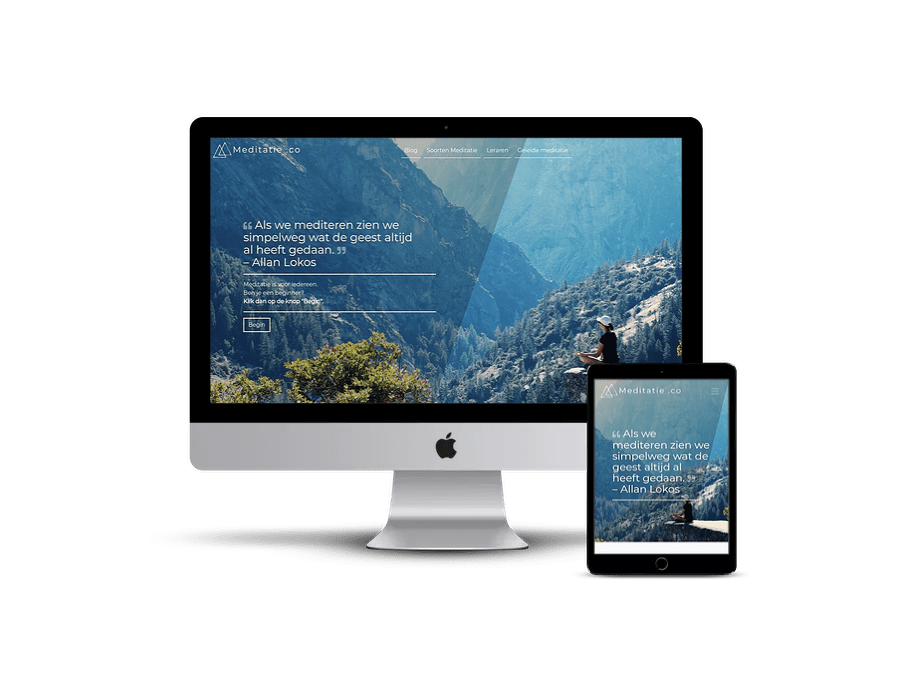 Meditatie .co
Blog Soorten Meditatie Leraren Geleide meditatie
“ Als we mediteren zien we
simpelweg wat de geest altijd
al heeft gedaan. ”
– Allan Lokos
Meditatie is voor iedereen.
Ben je een beginner?
Klik dan op de knop "Begin".
Begin
Meditatie .co
“ Als we
mediteren zien we
simpelweg wat de
geest altijd al
heeft gedaan. ”
– Allan Lokos